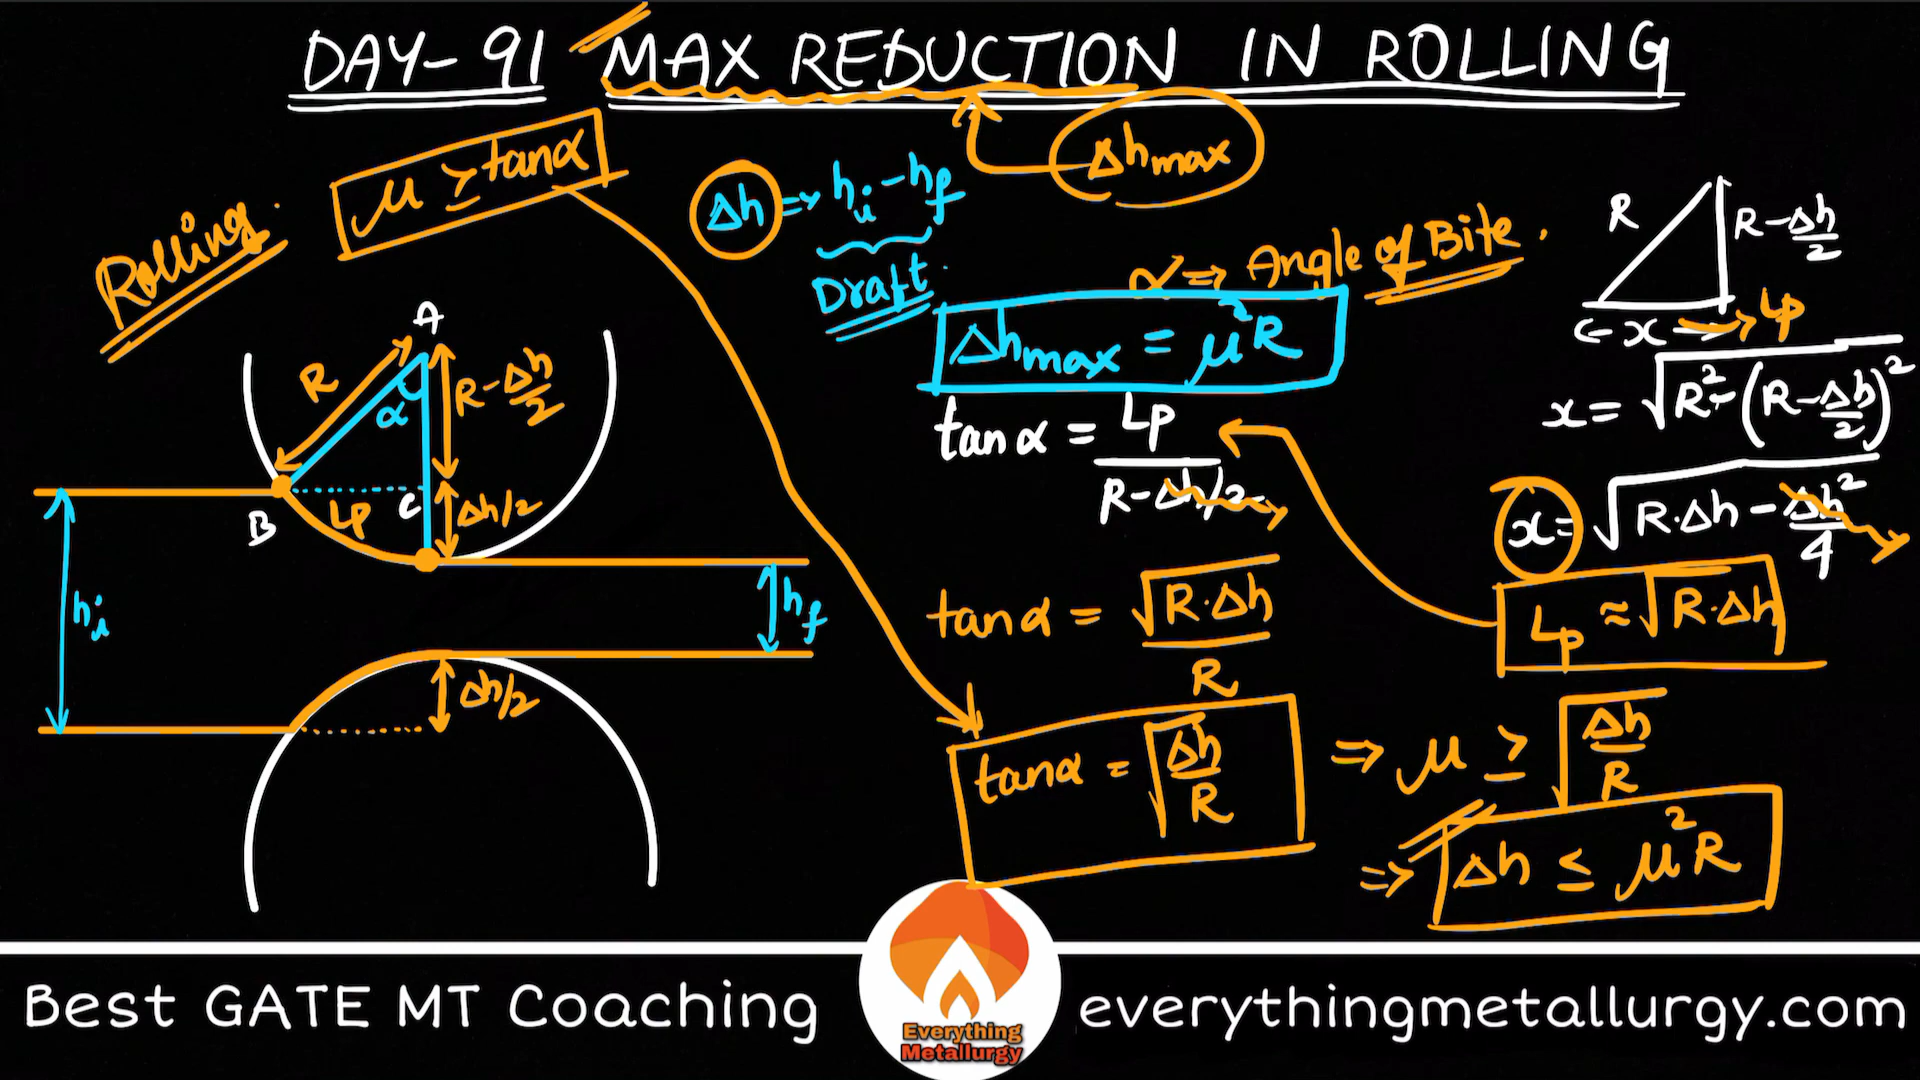 DAY-91 MAX REDUCTION IN ROLLING
Rolling.
μ ≥ tanα
Δh => hi - hf
Draft.
Δhmax
α => Angle of Bite.
Δhmax = μ²R
tanα = Lp / R-Δh/2
tanα = √R·Δh / R
tanα = √Δh/R
=> μ ≥ √Δh/R
=> Δh ≤ μ²R
R
R-Δh/2
x → Lp
x = √R² - (R-Δh/2)²
x = √R·Δh - Δh²/4
Lp ≈ √R·Δh
A
R
α
R-Δh/2
B
Lp
C
Δh/2
hi
hf
Δh/2
Best GATE MT Coaching
Everything
Metallurgy
everythingmetallurgy.com